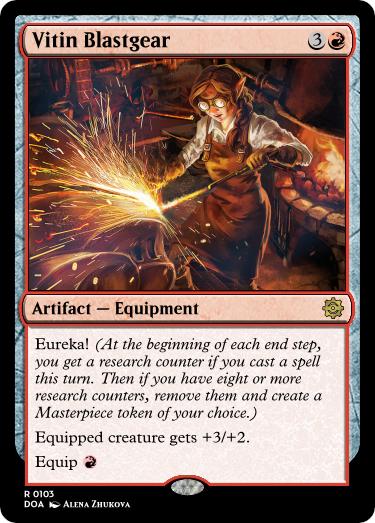 Vitin Blastgear 3
Artifact — Equipment
Eureka! (At the beginning of each end step,
you get a research counter if you cast a spell
this turn. Then if you have eight or more
research counters, remove them and create a
Masterpiece token of your choice.)
Equipped creature gets +3/+2.
Equip
R 0103
DOA Alena Zhukova